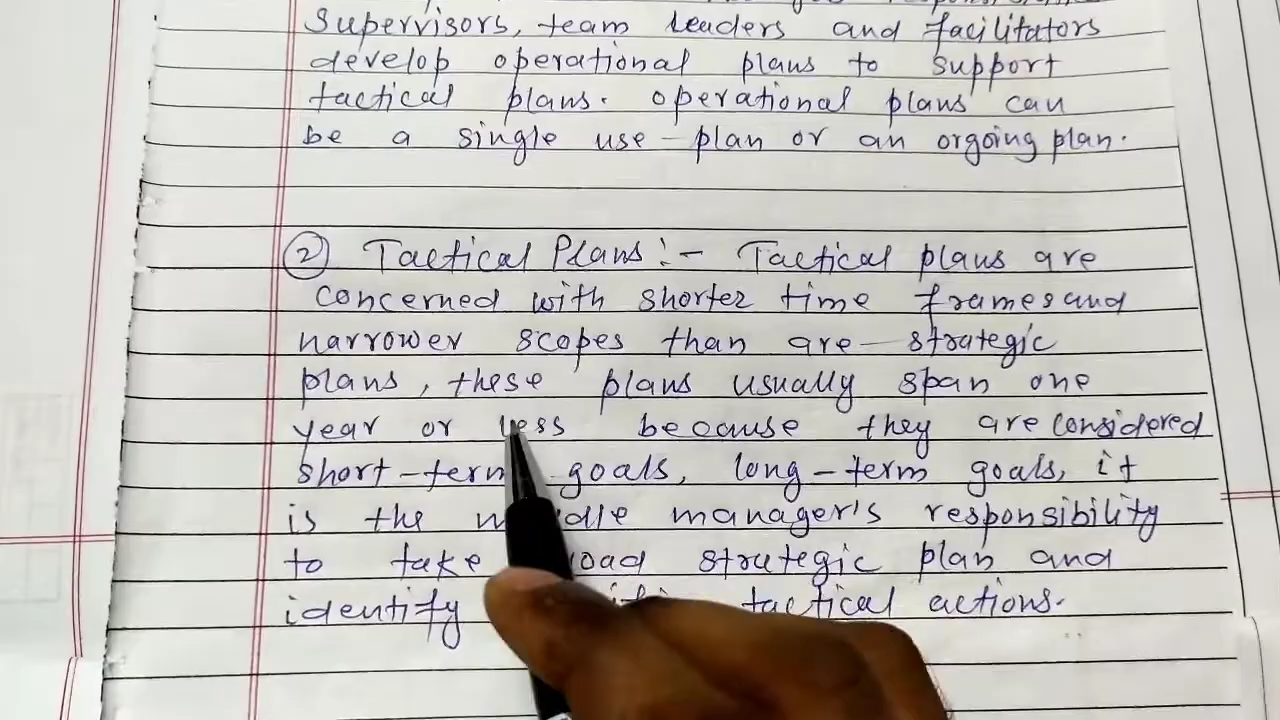 Supervisors, team leaders and facilitators
develop operational plans to support
tactical plans. operational plans can
be a single use-plan or an orgoing plan.
② Tactical Plans:- Tactical plans are
concerned with shorter time frames and
narrower scopes than are strategic
plans, these plans usually span one
year or less because they are considered
short-term goals, long-term goals, it
is the manager's responsibility
to take strategic plan and
identify tactical actions.